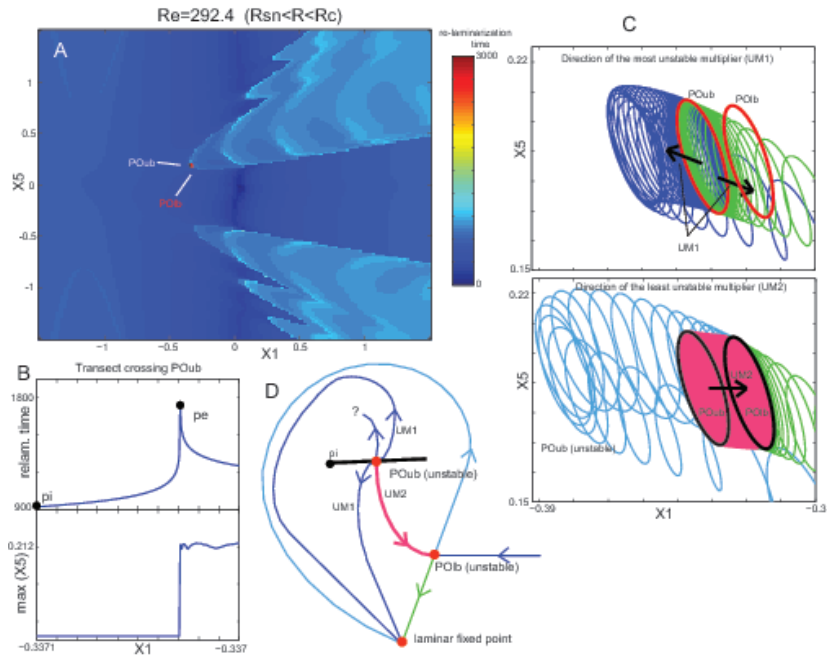 Re=292.4 (Rsn<R<Rc)
A
re-laminarization
time
3000
0
1
0.5
0
-0.5
-1
X5
POub
POlb
−1
−0.5
0
0.5
1
X1
B
Transect crossing POub
1800
900
relam. time
pi
pe
0.212
max (X5)
−0.3371
X1
−0.337
C
0.22
Direction of the most unstable multiplier (UM1)
POub
POlb
X5
UM1
0.15
0.22
Direction of the least unstable multiplier (UM2)
X5
UM2
POub
POlb
POub (unstable)
0.15
−0.39
X1
−0.3
D
?
UM1
pi
POub (unstable)
UM2
UM1
POlb (unstable)
laminar fixed point